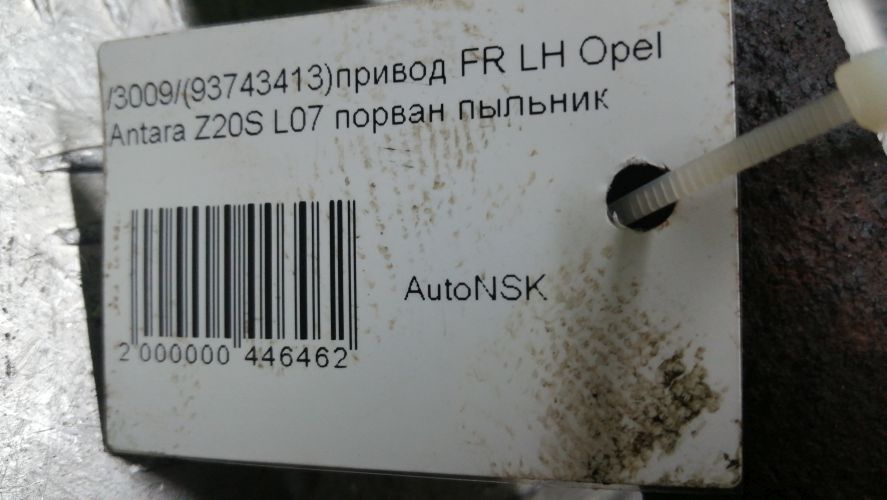 /3009/(93743413)привод FR LH Opel
Antara Z20S L07 порван пыльник
AutoNSK
2 000000 446462